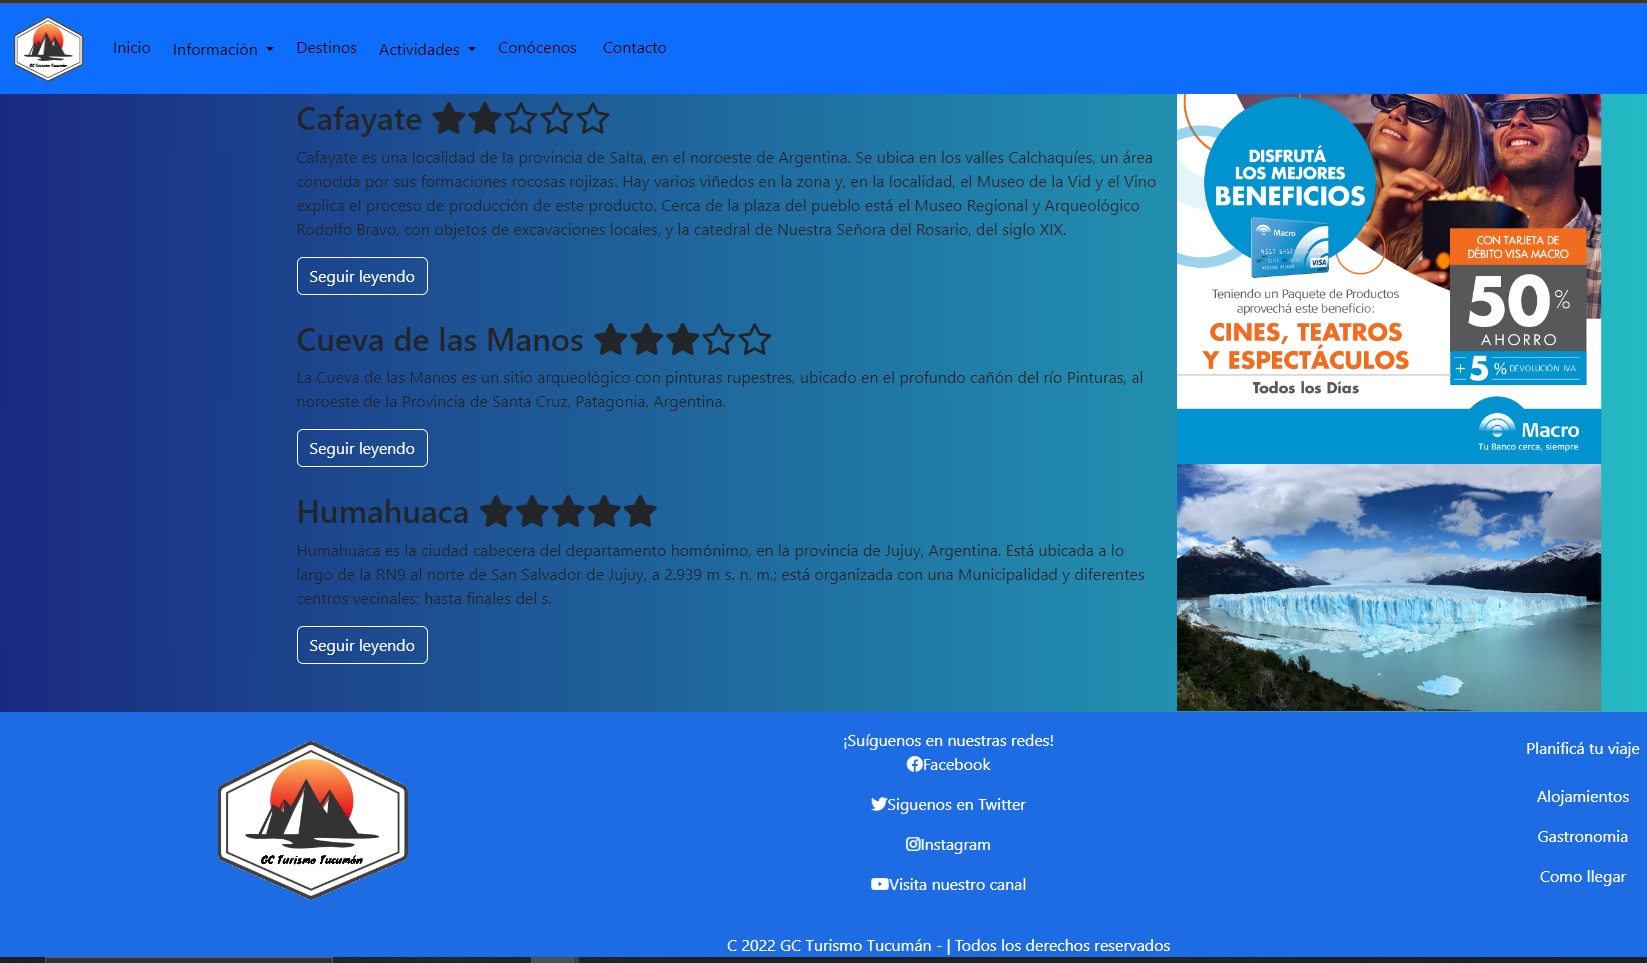 GC Turismo Tucumán
Inicio
Información
Destinos
Actividades
Conócenos
Contacto
Cafayate
Cafayate es una localidad de la provincia de Salta, en el noroeste de Argentina. Se ubica en los valles Calchaquíes, un área
conocida por sus formaciones rocosas rojizas. Hay varios viñedos en la zona y, en la localidad, el Museo de la Vid y el Vino
explica el proceso de producción de este producto. Cerca de la plaza del pueblo está el Museo Regional y Arqueológico
Rodolfo Bravo, con objetos de excavaciones locales, y la catedral de Nuestra Señora del Rosario, del siglo XIX.
Seguir leyendo
Cueva de las Manos
La Cueva de las Manos es un sitio arqueológico con pinturas rupestres, ubicado en el profundo cañón del río Pinturas, al
noroeste de la Provincia de Santa Cruz, Patagonia, Argentina.
Seguir leyendo
Humahuaca
Humahuaca es la ciudad cabecera del departamento homónimo, en la provincia de Jujuy, Argentina. Está ubicada a lo
largo de la RN9 al norte de San Salvador de Jujuy, a 2.939 m s. n. m.; está organizada con una Municipalidad y diferentes
centros vecinales; hasta finales del s.
Seguir leyendo
DISFRUTÁ
LOS MEJORES
BENEFICIOS
Macro
VISA
CON TARJETA DE
DÉBITO VISA MACRO
50%
AHORRO
+ 5% DEVOLUCIÓN IVA
Teniendo un Paquete de Productos
aprovechá este beneficio:
CINES, TEATROS
Y ESPECTÁCULOS
Todos los Días
Macro
Tu Banco cerca, siempre
GC Turismo Tucumán
¡Suíguenos en nuestras redes!
Facebook
Siguenos en Twitter
Instagram
Visita nuestro canal
Planificá tu viaje
Alojamientos
Gastronomia
Como llegar
C 2022 GC Turismo Tucumán - | Todos los derechos reservados